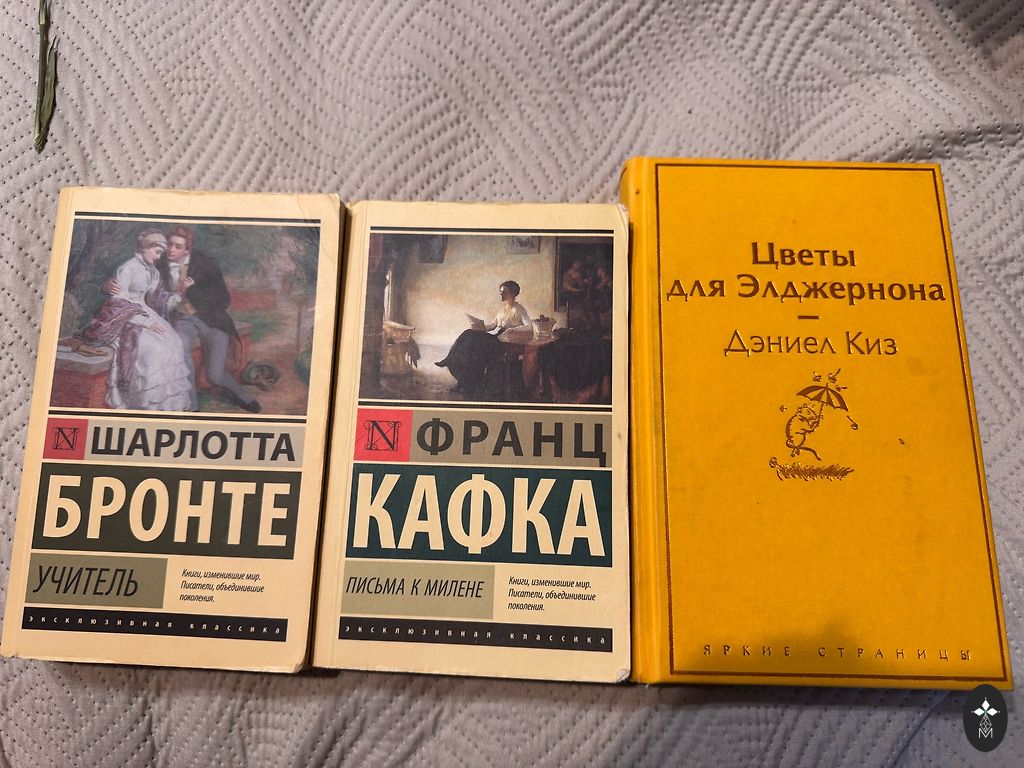 ШАРЛОТТА
БРОНТЕ
УЧИТЕЛЬ
Книги, изменившие мир.
Писатели, объединившие
поколения.
эксклюзивная классика
ФРАНЦ
КАФКА
ПИСЬМА К МИЛЕНЕ
Книги, изменившие мир.
Писатели, объединившие
поколения.
эксклюзивная классика
Цветы
для Элджернона
Дэниел Киз
ЯРКИЕ СТРАНИЦЫ
N
N
M